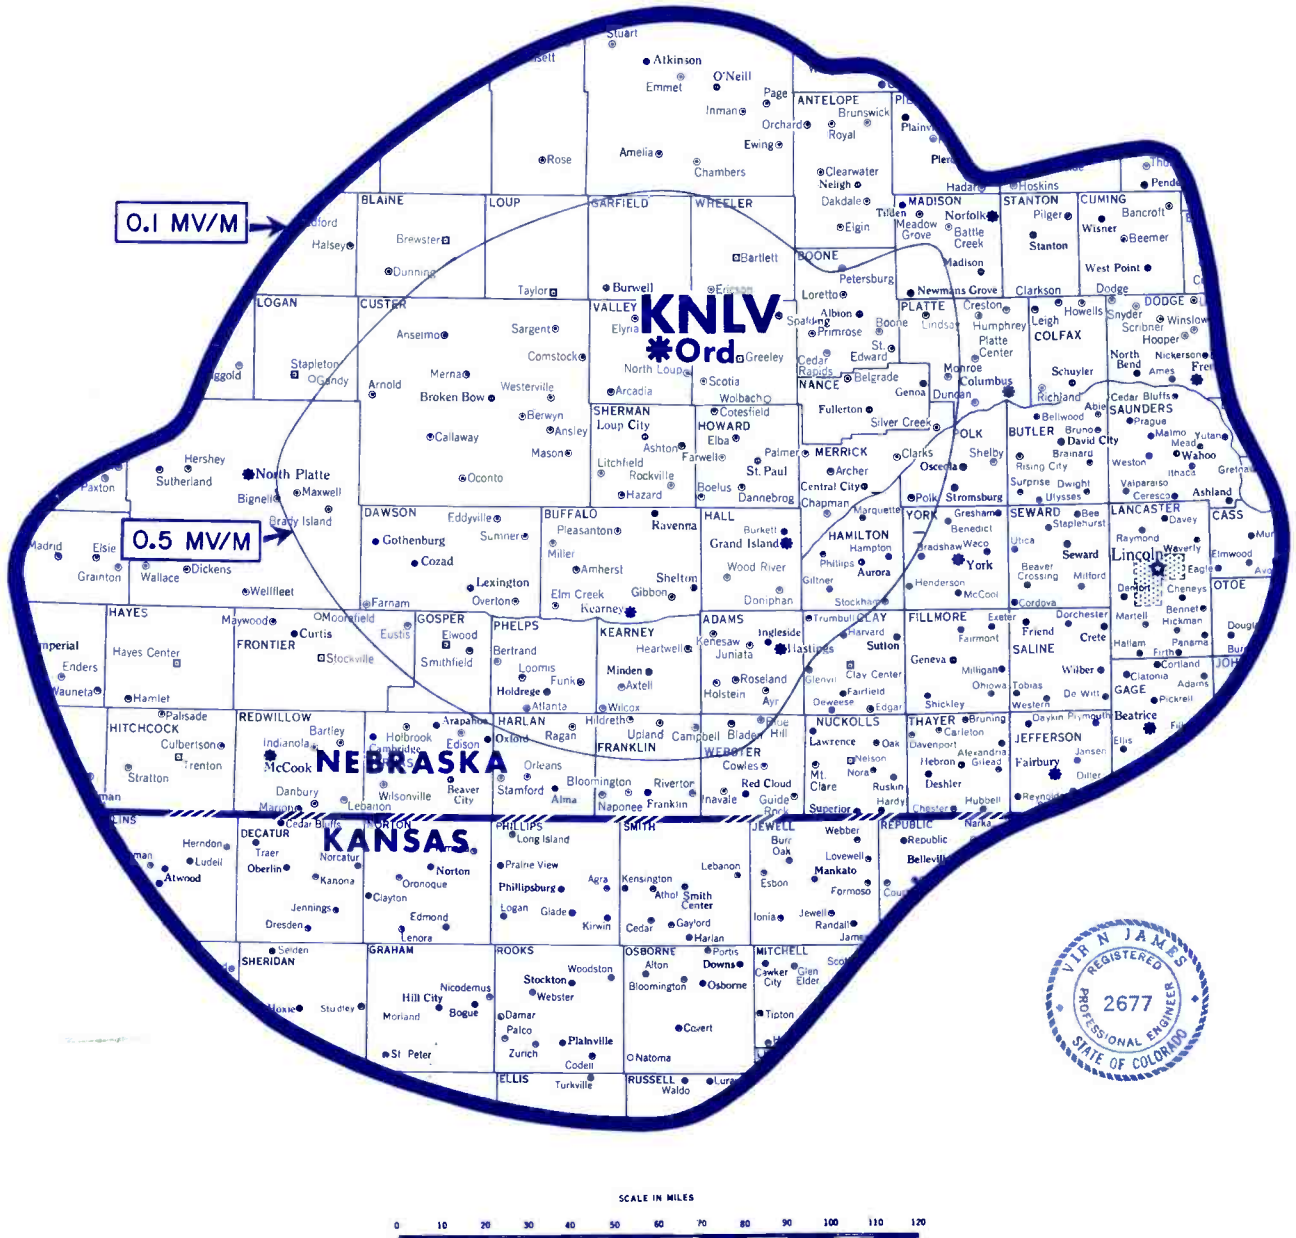 Stuart
Atkinson
Emmet
O'Neill
Page
Inman
ANTELOPE
Brunswick
Orchard
Royal
Plainv
Ewing
Amelia
Rose
Chambers
Clearwater
Neligh
Hadar
Hoskins
Pende
0.1 MV/M
BLAINE
LOUP
GARFIELD
WHEELER
Dakdale
MADISON
STANTON
CUMING
Tilden
Meadow Grove
Norfolk
Pilger
Bancroft
Wisner
Elgin
Battle Creek
Stanton
Beemer
Halsey
Brewster
Bartlett
BOONE
Madison
West Point
Dunning
Petersburg
Taylor
Burwell
Ericson
Loretto
Newmans Grove
Clarkson
Dodge
LOGAN
CUSTER
VALLEY
KNLV
Ord
Elyria
Spalding
Albion
Primrose
Boone
PLATTE
Lindsay
Creston
Humphrey
Leigh
Howells
COLFAX
Snyder
DODGE
Scribner
Winslow
Hooper
Anselmo
Sargent
Comstock
Greeley
Cedar Rapids
St. Edward
Platte Center
North Bend
Nickerson
Ames
Stapleton
Gandy
Arnold
Merna
Westerville
North Loup
Scotia
NANCE
Belgrade
Monroe
Columbus
Schuyler
Broken Bow
Arcadia
Wolbach
Genoa
Duncan
Richland
Cedar Bluffs
SAUNDERS
Berwyn
SHERMAN
Loup City
Cotesfield
HOWARD
Fullerton
Silver Creek
Bellwood
Abie
Prague
Callaway
Ansley
Ashton
Elba
POLK
BUTLER
Bruno
David City
Malmo
Yutan
Mead
Wahoo
Mason
Farwell
Palmer
MERRICK
Clarks
Shelby
Brainard
Weston
Ithaca
Hershey
Sutherland
North Platte
Litchfield
Rockville
St. Paul
Archer
Osceola
Rising City
Gretna
Paxton
Bignell
Maxwell
Oconto
Hazard
Boelus
Dannebrog
Central City
Chapman
Polk
Stromsburg
Surprise
Dwight
Ulysses
Valparaiso
Ceresco
Ashland
Brady Island
DAWSON
Eddyville
BUFFALO
Ravenna
HALL
Marquette
YORK
Gresham
SEWARD
Bee
LANCASTER
Davey
CASS
0.5 MV/M
Gothenburg
Sumner
Pleasanton
Burkett
Grand Island
HAMILTON
Hampton
Benedict
Staplehurst
Raymond
Waverly
Madrid
Elsie
Grainton
Wallace
Dickens
Cozad
Miller
Amherst
Wood River
Phillips
Aurora
Bradshaw
Waco
York
Utica
Seward
Lincoln
Elmwood
Eagle
Wellfleet
Lexington
Overton
Elm Creek
Kearney
Shelton
Gibbon
Doniphan
Giltner
Stockham
Henderson
McCool
Beaver Crossing
Milford
Cordova
Cheneys
OTOE
HAYES
Maywood
Moorefield
Farnam
GOSPER
PHELPS
KEARNEY
ADAMS
Trumbull
CLAY
FILLMORE
Exeter
Dorchester
Martell
Bennet
Hickman
FRONTIER
Curtis
Eustis
Elwood
Bertrand
Heartwell
Kenesaw
Juniata
Ingleside
Hastings
Harvard
Sutton
Fairmont
Friend
Crete
SALINE
Hallam
Panama
Firth
Hayes Center
Stockville
Smithfield
Loomis
Funk
Minden
Axtell
Roseland
Clay Center
Geneva
Milligan
Wilber
Cortland
Clatonia
Adams
Enders
Wauneta
Hamlet
Holdrege
Atlanta
Wilcox
Holstein
Ayr
Glenvil
Fairfield
Deweese
Edgar
Shickley
Ohiowa
Tobias
Western
De Witt
GAGE
Pickrell
HITCHCOCK
Palisade
REDWILLOW
Arapahoe
HARLAN
Hildreth
Blue Hill
NUCKOLLS
THAYER
Bruning
Daykin
Plymouth
Beatrice
Culbertson
Indianola
Bartley
Holbrook
Cambridge
Edison
Oxford
Ragan
Upland
FRANKLIN
Campbell
Bladen
WEBSTER
Lawrence
Oak
Davenport
Carleton
Alexandria
JEFFERSON
Jansen
Ellis
Trenton
Stratton
McCook
NEBRASKA
Orleans
Cowles
Nelson
Nora
Hebron
Gilead
Fairbury
Diller
Danbury
Marion
Lebanon
Wilsonville
Beaver City
Stamford
Alma
Bloomington
Naponee
Riverton
Franklin
Inavale
Red Cloud
Guide Rock
Mt. Clare
Superior
Ruskin
Hardy
Deshler
Chester
Hubbell
DECATUR
Cedar Bluffs
KANSAS
PHILLIPS
SMITH
JEWELL
Webber
REPUBLIC
Narka
Herndon
Ludell
Atwood
Traer
Oberlin
Norcatur
Kanona
Norton
Oronoque
Long Island
Prairie View
Phillipsburg
Agra
Kensington
Athol
Smith Center
Lebanon
Burr Oak
Esbon
Lovewell
Mankato
Formoso
Republic
Bellevill
Jennings
Dresden
Clayton
Edmond
Lenora
Logan
Glade
Kirwin
Cedar
Gaylord
Harlan
Ionia
Jewell
Randall
Selden
SHERIDAN
GRAHAM
ROOKS
OSBORNE
Portis
MITCHELL
Hoxie
Studley
Hill City
Nicodemus
Morland
Bogue
Stockton
Woodston
Webster
Alton
Bloomington
Downs
Osborne
Cawker City
Glen Elder
St Peter
Damar
Palco
Zurich
Plainville
Codell
Covert
Natoma
Tipton
ELLIS
Turkville
RUSSELL
Waldo
Lura
VIR N JAMES
REGISTERED
2677
PROFESSIONAL ENGINEER
STATE OF COLORADO
SCALE IN MILES
0 10 20 30 40 50 60 70 80 90 100 110 120